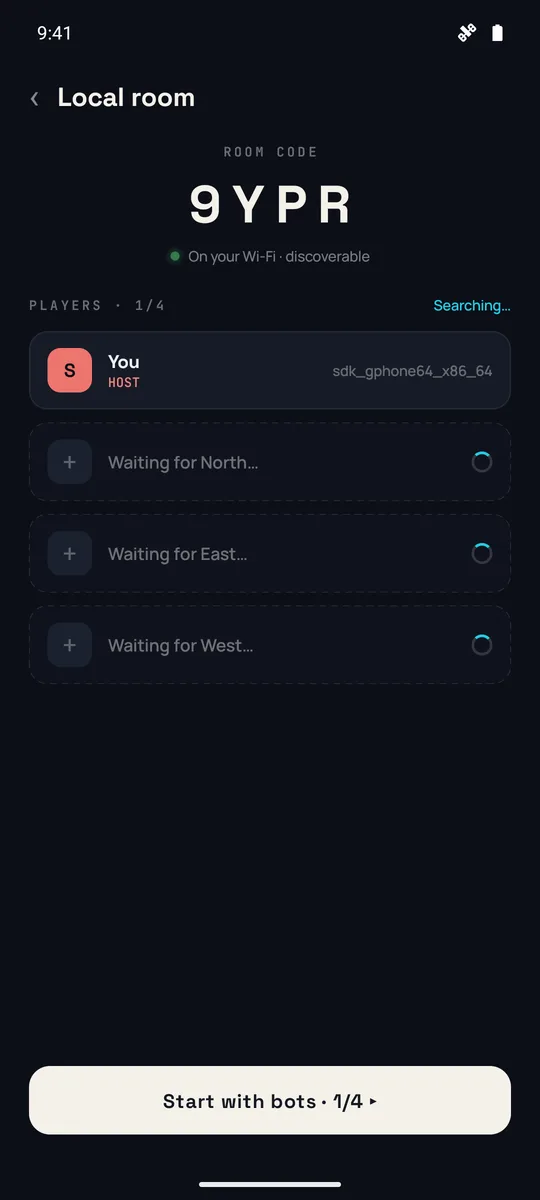 9:41
‹ Local room
ROOM CODE
9YPR
On your Wi-Fi · discoverable
PLAYERS · 1/4 Searching…
S You sdk_gphone64_x86_64
HOST
+ Waiting for North…
+ Waiting for East…
+ Waiting for West…
Start with bots · 1/4 ▸